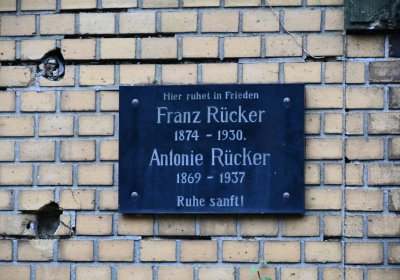 Hier ruhet in Frieden
Franz Rücker
1874 - 1930.
Antonie Rücker
1869 - 1937
Ruhe sanft!